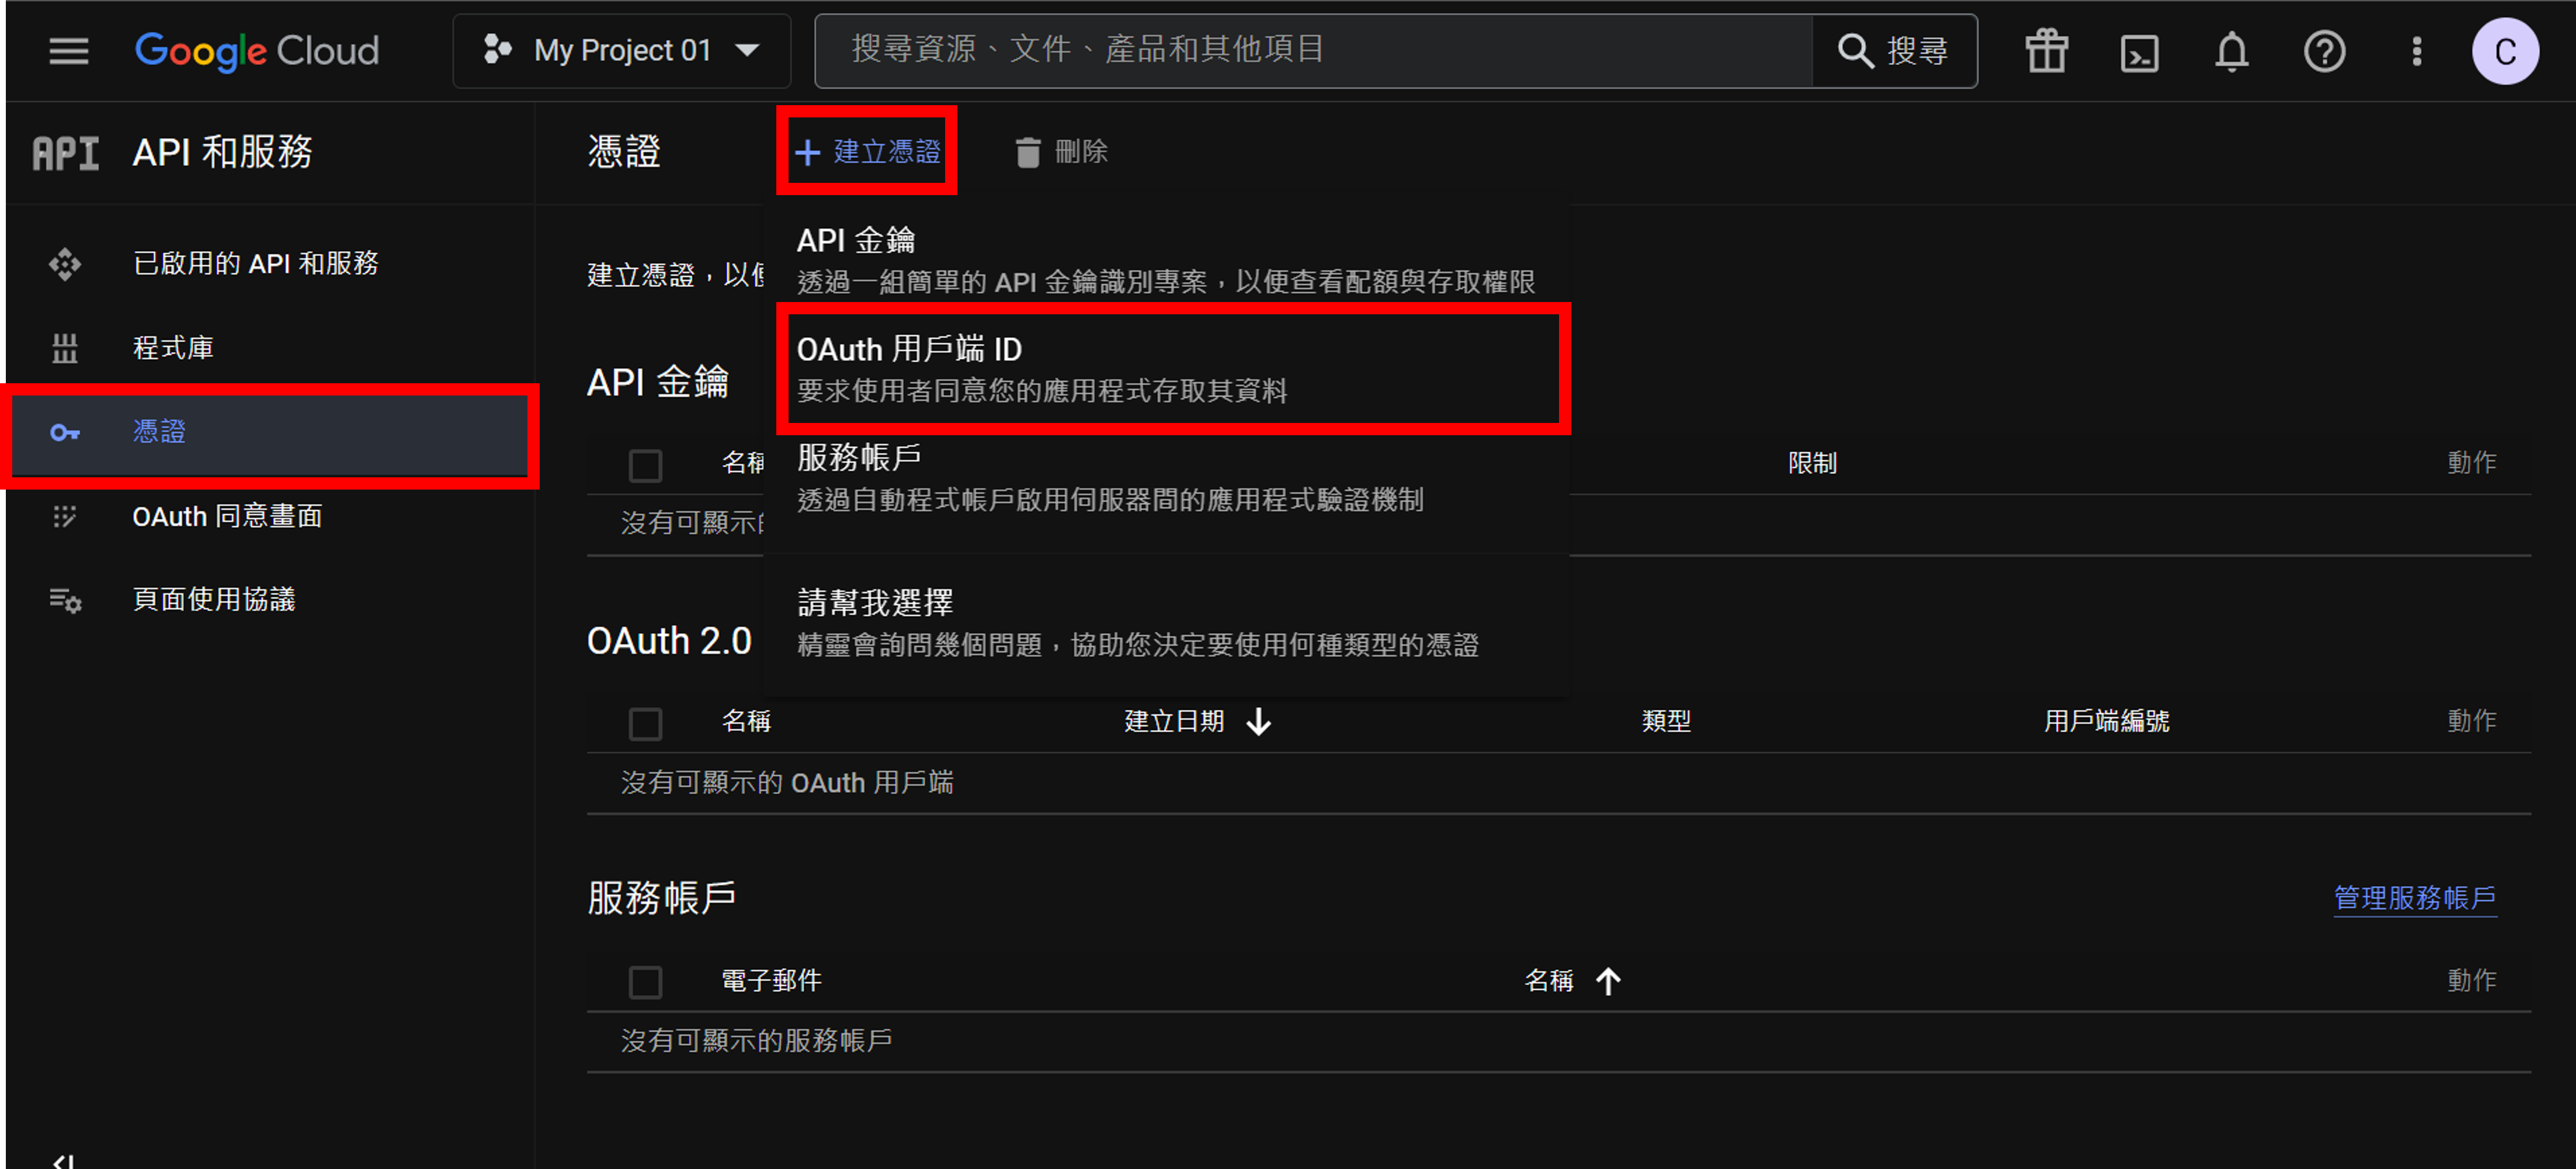 Google Cloud
My Project 01
搜尋資源、文件、產品和其他項目
搜尋
C
API
API 和服務
憑證
建立憑證
刪除
已啟用的 API 和服務
程式庫
憑證
OAuth 同意畫面
頁面使用協議
建立憑證，以便
API 金鑰
透過一組簡單的 API 金鑰識別專案，以便查看配額與存取權限
OAuth 用戶端 ID
要求使用者同意您的應用程式存取其資料
服務帳戶
透過自動程式帳戶啟用伺服器間的應用程式驗證機制
請幫我選擇
精靈會詢問幾個問題，協助您決定要使用何種類型的憑證
API 金鑰
名稱
限制
動作
沒有可顯示的
OAuth 2.0
名稱
建立日期
類型
用戶端編號
動作
沒有可顯示的 OAuth 用戶端
服務帳戶
管理服務帳戶
電子郵件
名稱
動作
沒有可顯示的服務帳戶